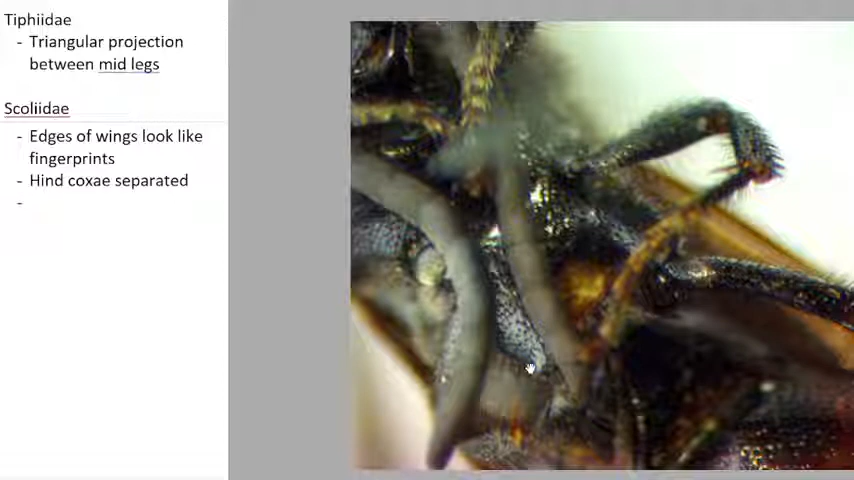 Tiphiidae
- Triangular projection
between mid legs
Scoliidae
- Edges of wings look like
fingerprints
- Hind coxae separated
-